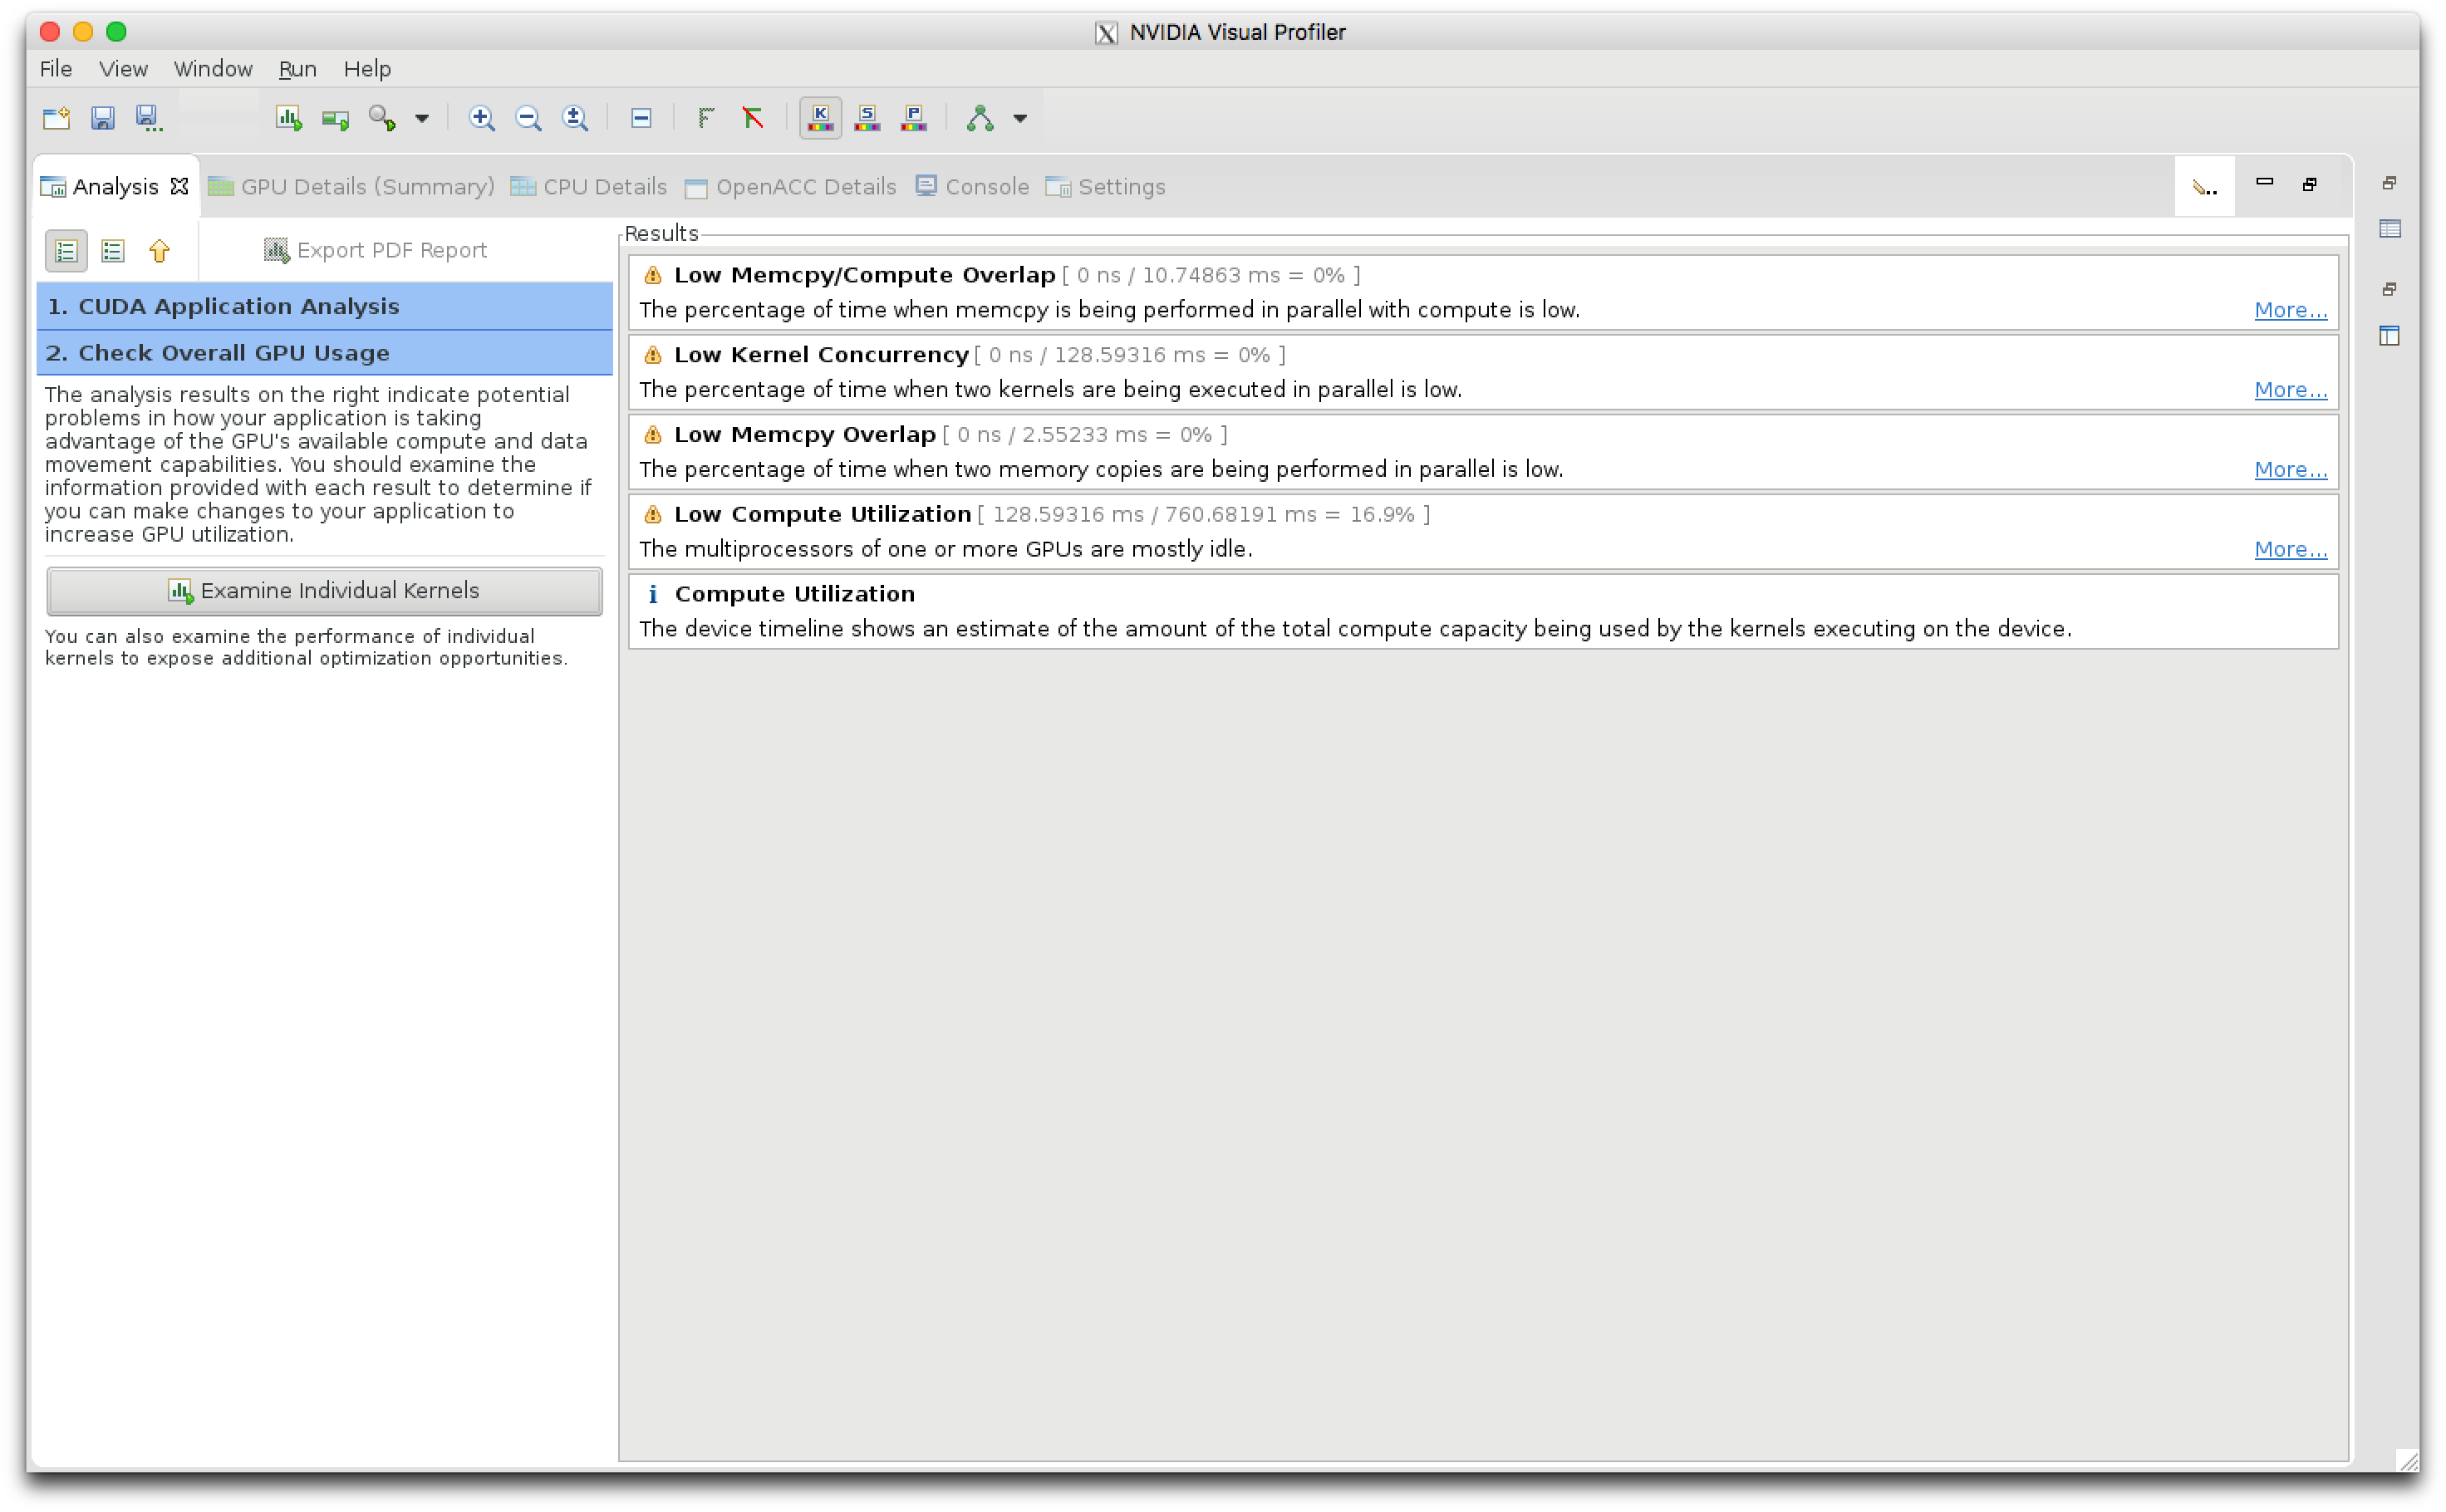 NVIDIA Visual Profiler
File View Window Run Help
K S P
Analysis GPU Details (Summary) CPU Details OpenACC Details Console Settings
Export PDF Report
1. CUDA Application Analysis
2. Check Overall GPU Usage
The analysis results on the right indicate potential
problems in how your application is taking
advantage of the GPU's available compute and data
movement capabilities. You should examine the
information provided with each result to determine if
you can make changes to your application to
increase GPU utilization.
Examine Individual Kernels
You can also examine the performance of individual
kernels to expose additional optimization opportunities.
Results
Low Memcpy/Compute Overlap [ 0 ns / 10.74863 ms = 0% ]
The percentage of time when memcpy is being performed in parallel with compute is low. More...
Low Kernel Concurrency [ 0 ns / 128.59316 ms = 0% ]
The percentage of time when two kernels are being executed in parallel is low. More...
Low Memcpy Overlap [ 0 ns / 2.55233 ms = 0% ]
The percentage of time when two memory copies are being performed in parallel is low. More...
Low Compute Utilization [ 128.59316 ms / 760.68191 ms = 16.9% ]
The multiprocessors of one or more GPUs are mostly idle. More...
i Compute Utilization
The device timeline shows an estimate of the amount of the total compute capacity being used by the kernels executing on the device.